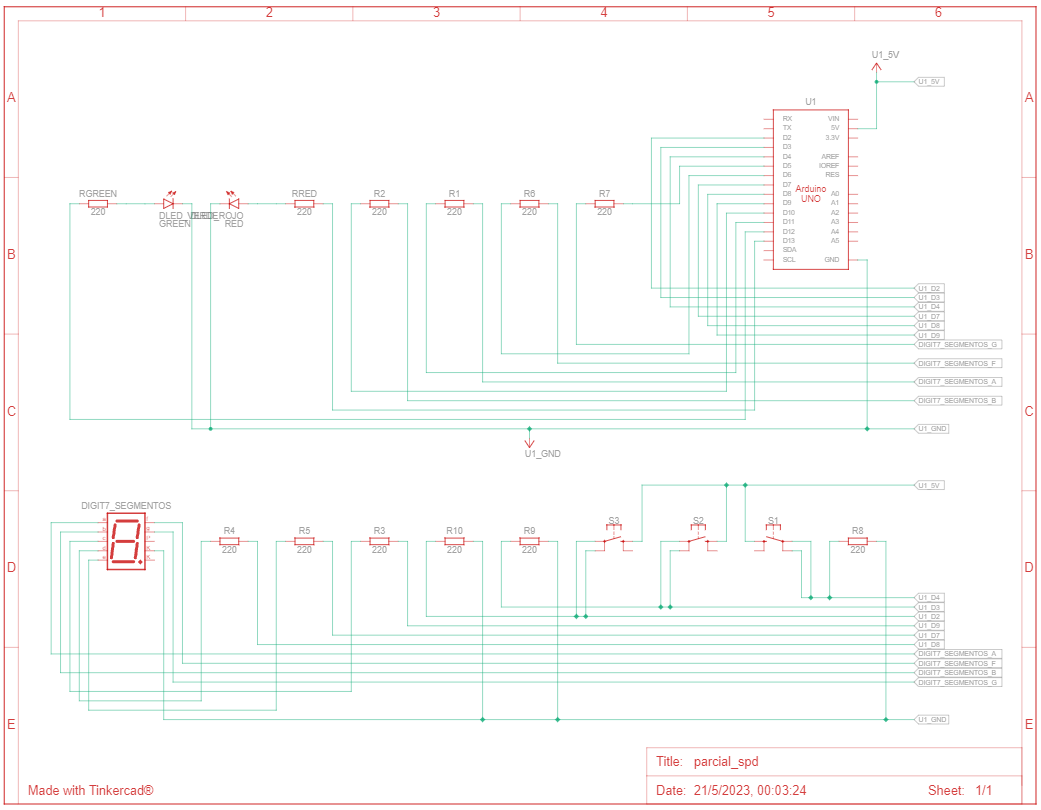 1 2 3 4 5 6
U1_5V
U1_5V
A A
U1
RX VIN
TX 5V
D2 3.3V
D3
D4 AREF
D5 IOREF
D6 RES
D7
D8 A0
D9 A1
D10 A2
D11 A3
D12 A4
D13 A5
SDA
SCL GND
Arduino
UNO
RGREEN RRED R2 R1 R6 R7
220 220 220 220 220 220
GREEN RED
B B
U1_D2
U1_D3
U1_D4
U1_D7
U1_D8
U1_D9
DIGIT7_SEGMENTOS_G
DIGIT7_SEGMENTOS_F
DIGIT7_SEGMENTOS_A
DIGIT7_SEGMENTOS_B
C C
U1_GND
U1_GND
U1_5V
DIGIT7_SEGMENTOS
R4 R5 R3 R10 R9 S3 S2 S1 R8
220 220 220 220 220 220
D D
U1_D4
U1_D3
U1_D2
U1_D9
U1_D7
U1_D8
DIGIT7_SEGMENTOS_A
DIGIT7_SEGMENTOS_F
DIGIT7_SEGMENTOS_B
DIGIT7_SEGMENTOS_G
E E
U1_GND
Title: parcial_spd
Made with Tinkercad®
Date: 21/5/2023, 00:03:24 Sheet: 1/1